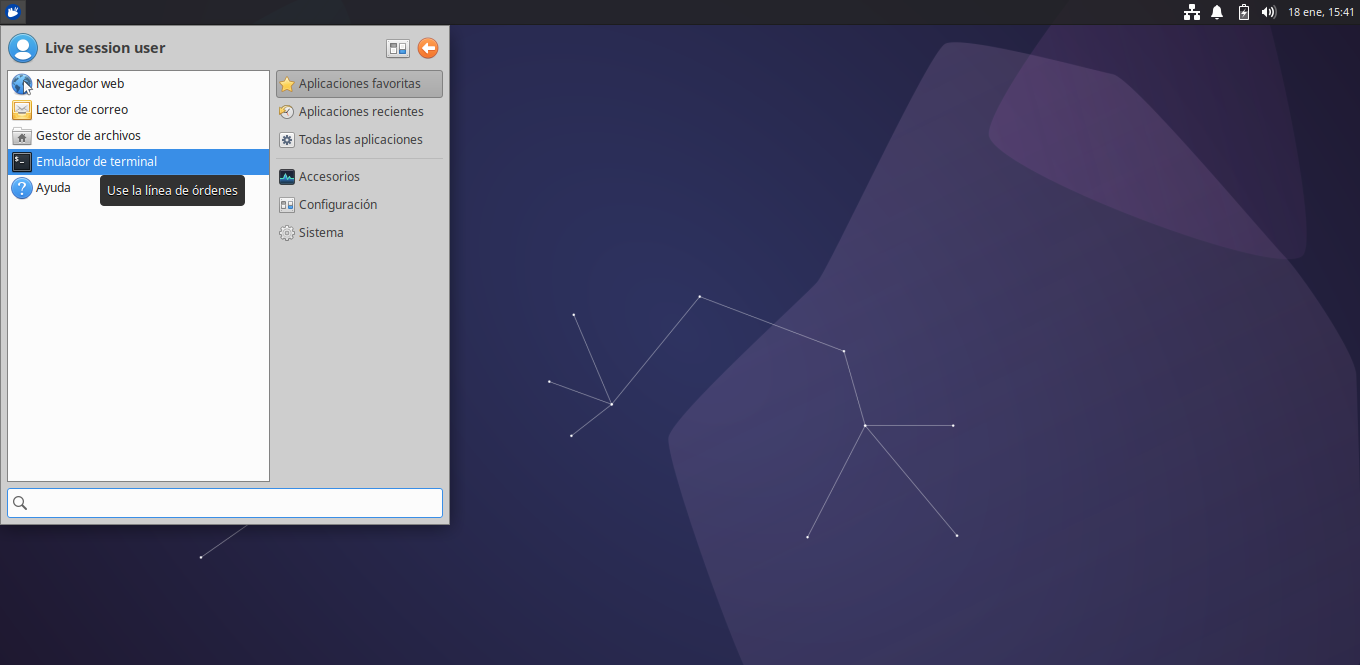 18 ene, 15:41
Live session user
Navegador web
Lector de correo
Gestor de archivos
Emulador de terminal
Ayuda
Use la línea de órdenes
Aplicaciones favoritas
Aplicaciones recientes
Todas las aplicaciones
Accesorios
Configuración
Sistema